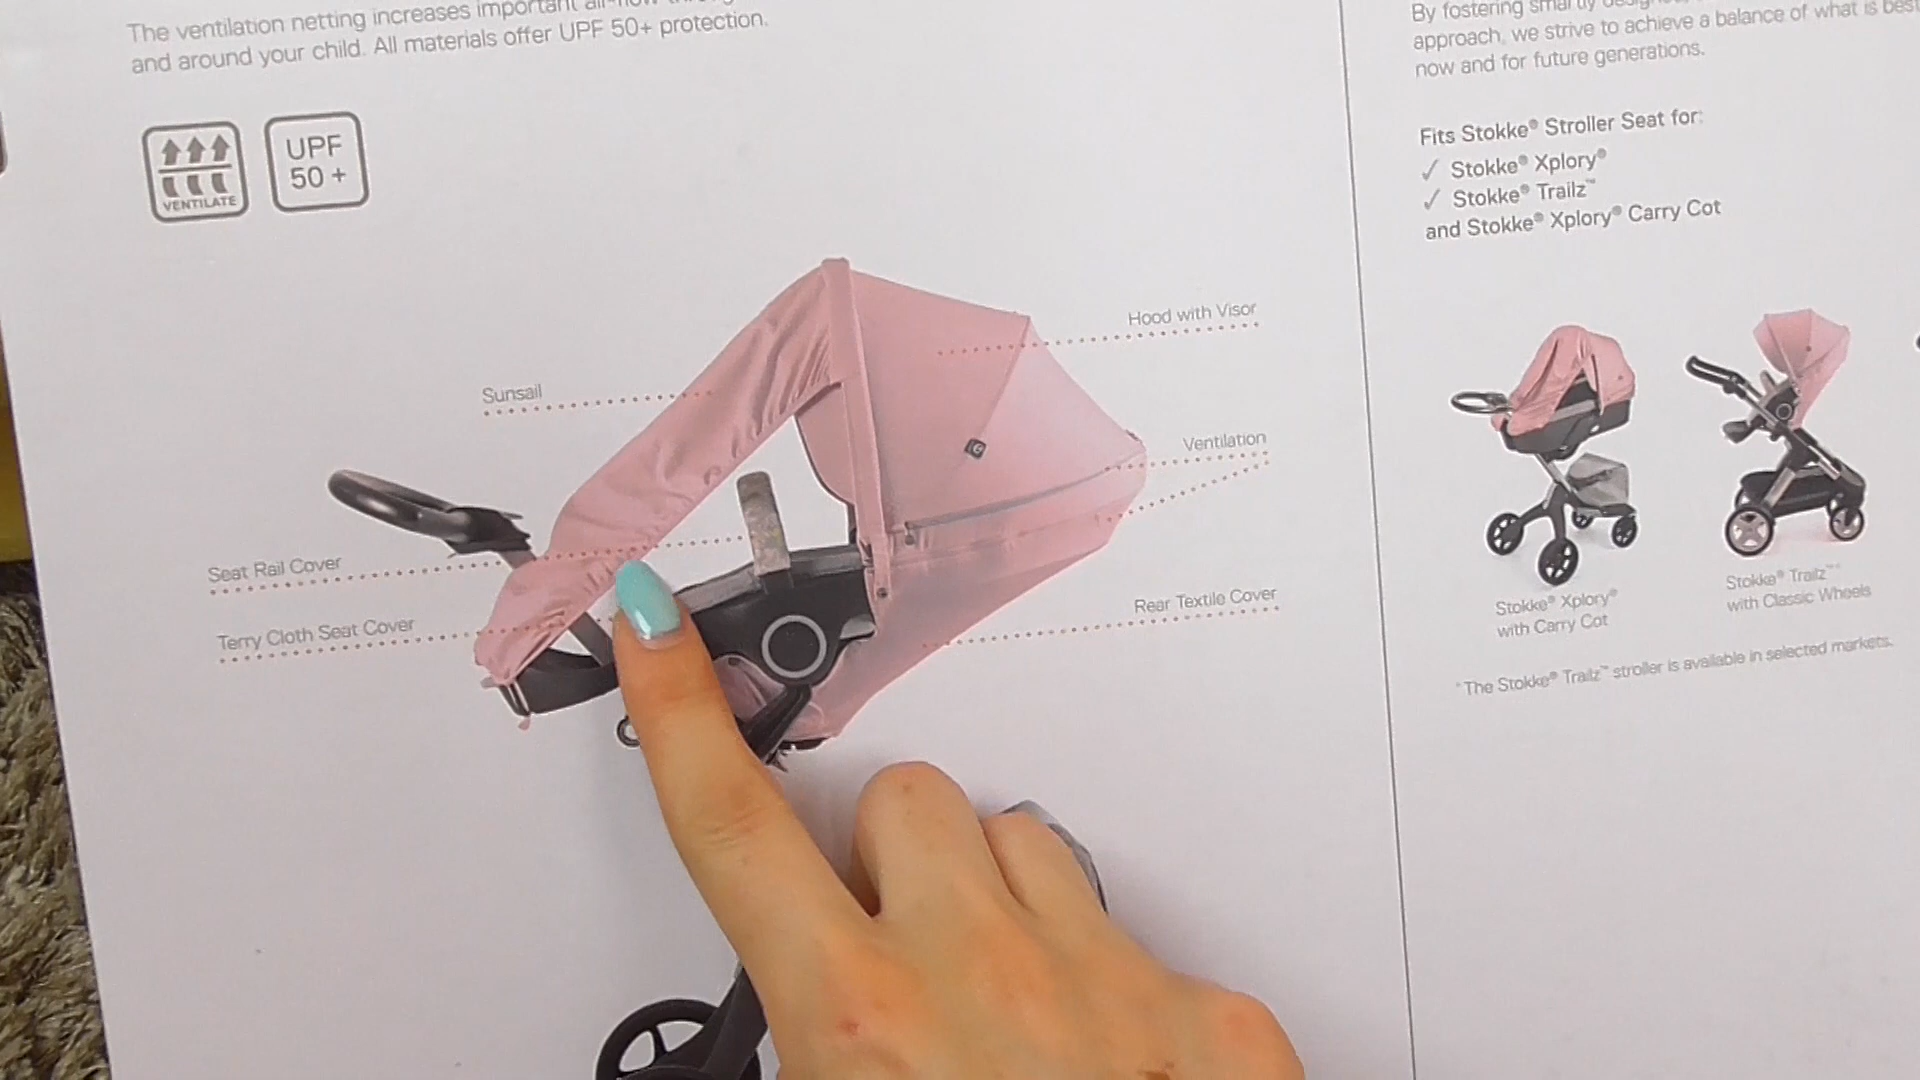 The ventilation netting increases important
and around your child. All materials offer UPF 50+ protection.
VENTILATE
UPF
50+
Sunsail
Seat Rail Cover
Terry Cloth Seat Cover
Hood with Visor
Ventilation
Rear Textile Cover
By fostering smartly
approach, we strive to achieve a balance of what is best
now and for future generations.
Fits Stokke® Stroller Seat for:
✓ Stokke® Xplory®
✓ Stokke® Trailz™
and Stokke® Xplory® Carry Cot
Stokke® Xplory®
with Carry Cot
Stokke® Trailz™*
with Classic Wheels
*The Stokke® Trailz™ stroller is available in selected markets.